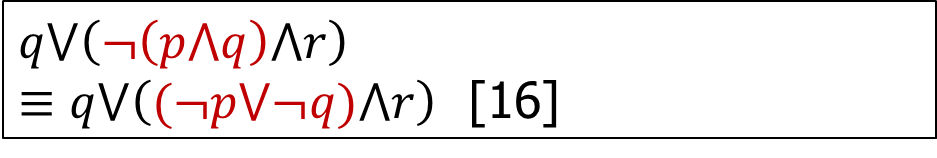 q∨(¬(p∧q)∧r)
≡ q∨((¬p∨¬q)∧r) [16]